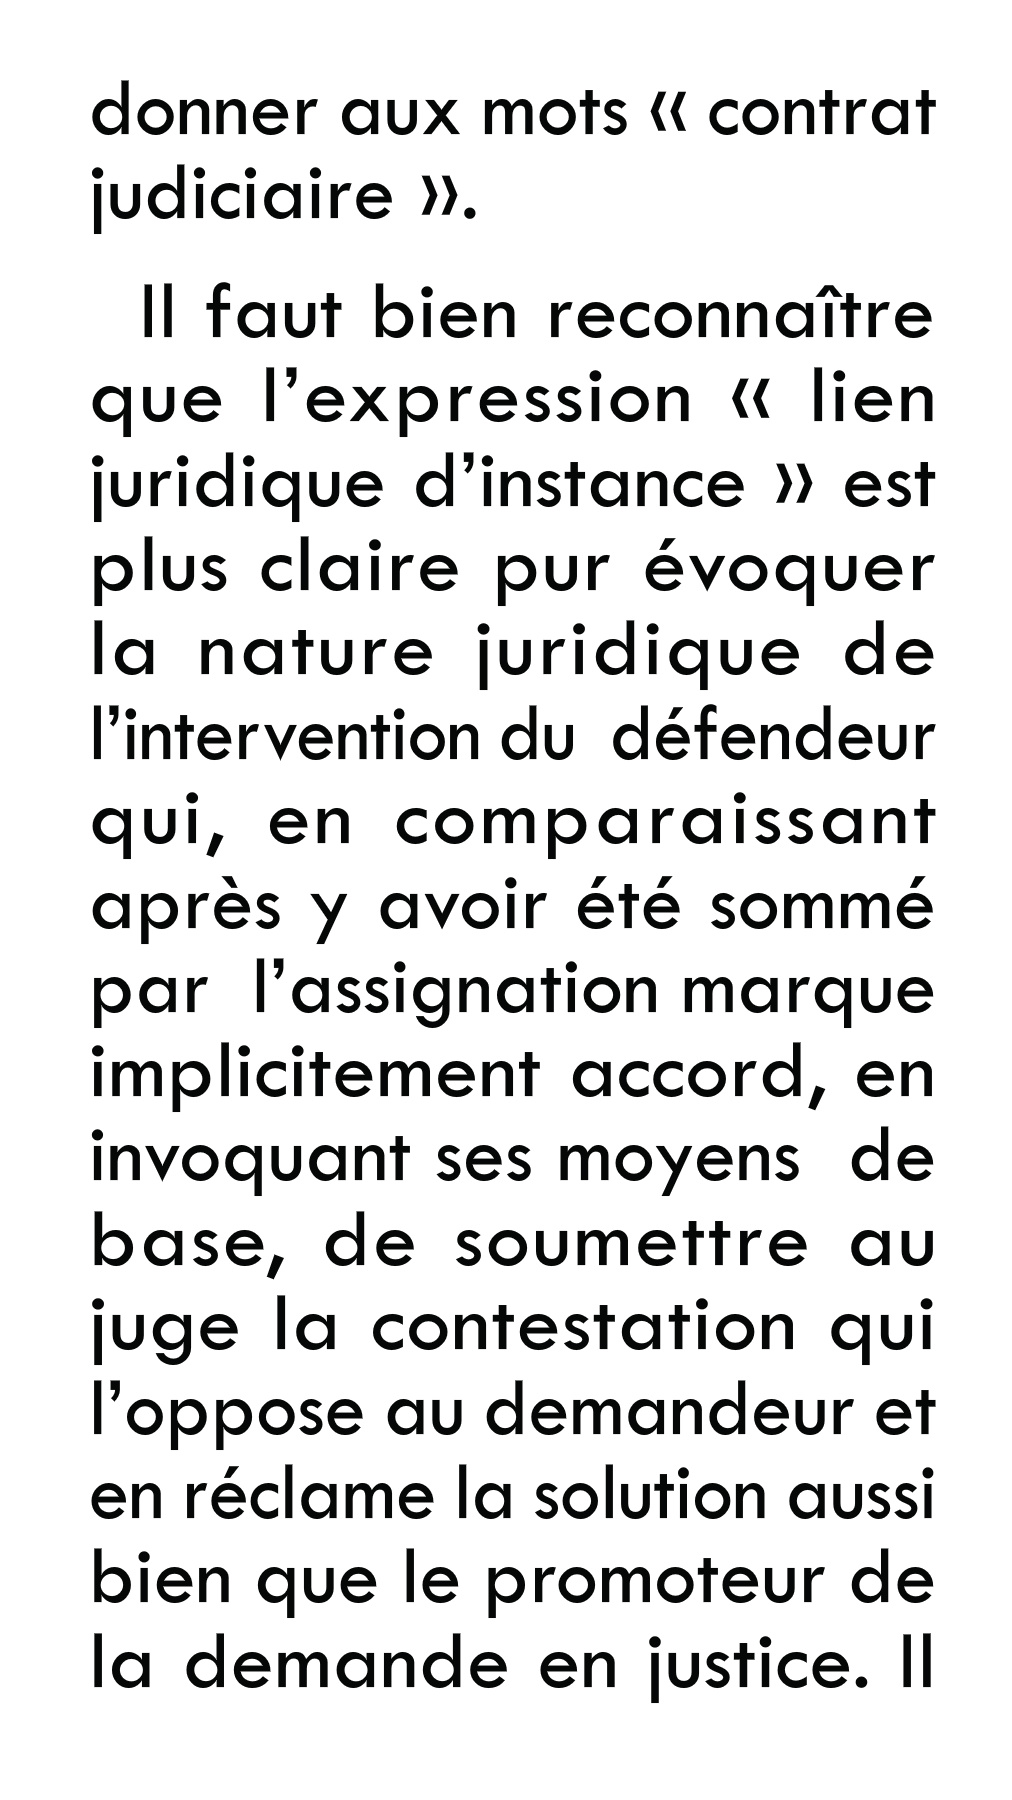 donner aux mots « contrat
judiciaire ».
Il faut bien reconnaître
que l’expression « lien
juridique d’instance » est
plus claire pur évoquer
la nature juridique de
l’intervention du défendeur
qui, en comparaissant
après y avoir été sommé
par l’assignation marque
implicitement accord, en
invoquant ses moyens de
base, de soumettre au
juge la contestation qui
l’oppose au demandeur et
en réclame la solution aussi
bien que le promoteur de
la demande en justice. Il